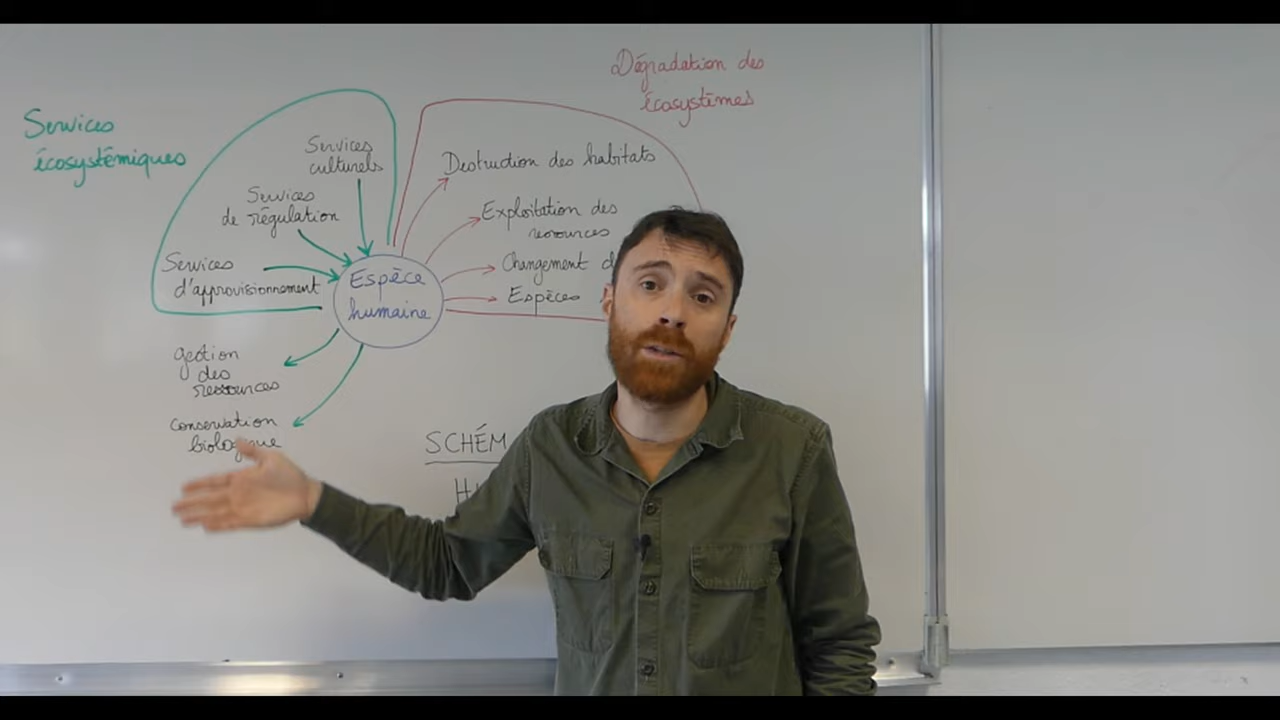 Services
écosystémiques
Services
culturels
Services
de régulation
Services
d'approvisionnement
Espèce
humaine
gestion
des
ressources
conservation
biologique
Dégradation des
écosystèmes
Destruction des habitats
Exploitation des
ressources
Changement d
Espèces
SCHÉM